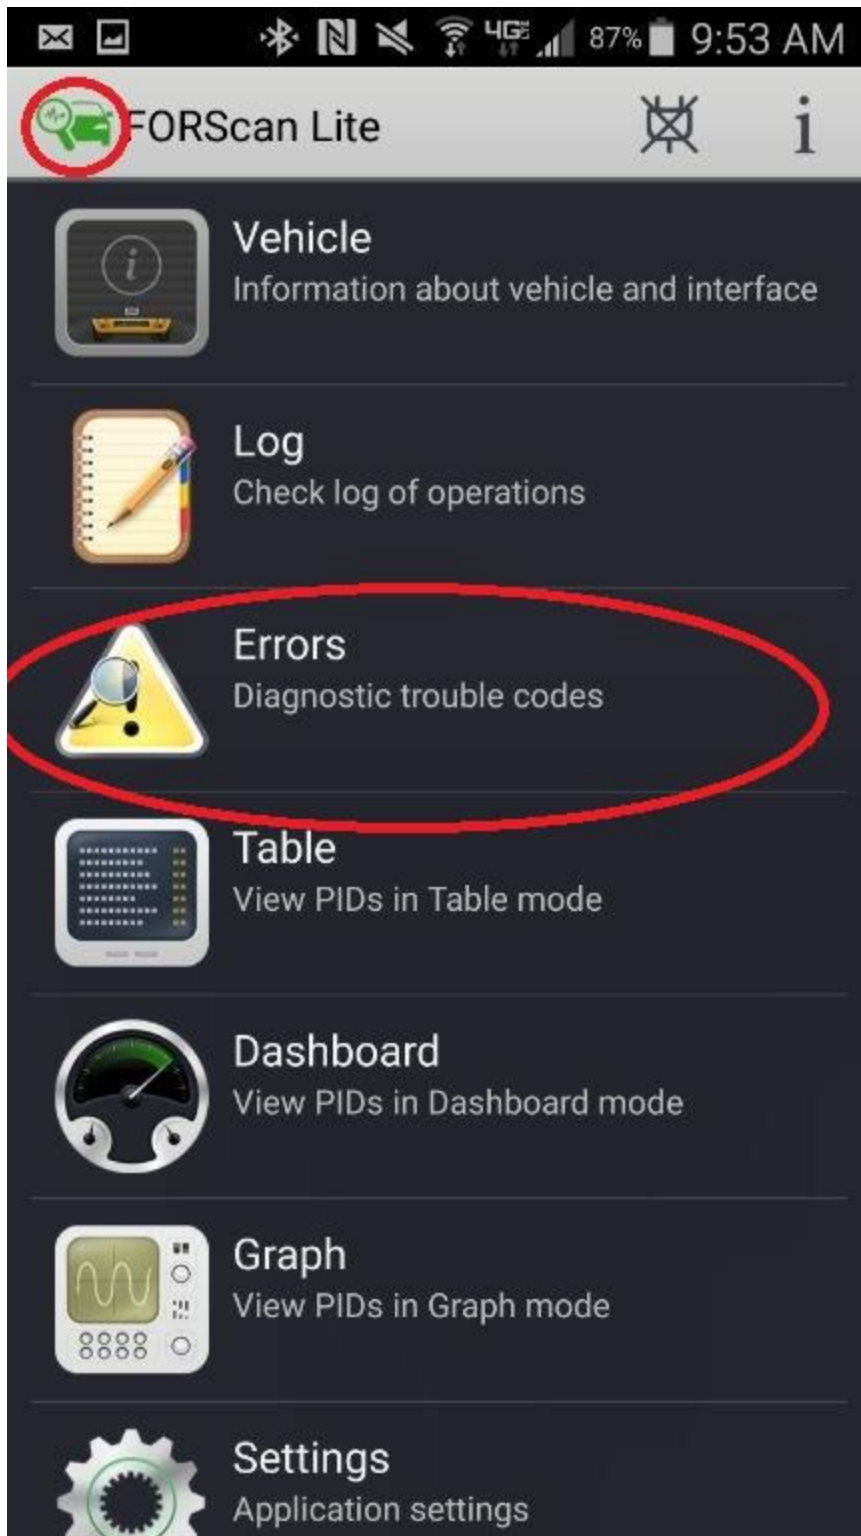 4G 87% 9:53 AM
FORScan Lite
Vehicle
Information about vehicle and interface
Log
Check log of operations
Errors
Diagnostic trouble codes
Table
View PIDs in Table mode
Dashboard
View PIDs in Dashboard mode
Graph
View PIDs in Graph mode
Settings
Application settings